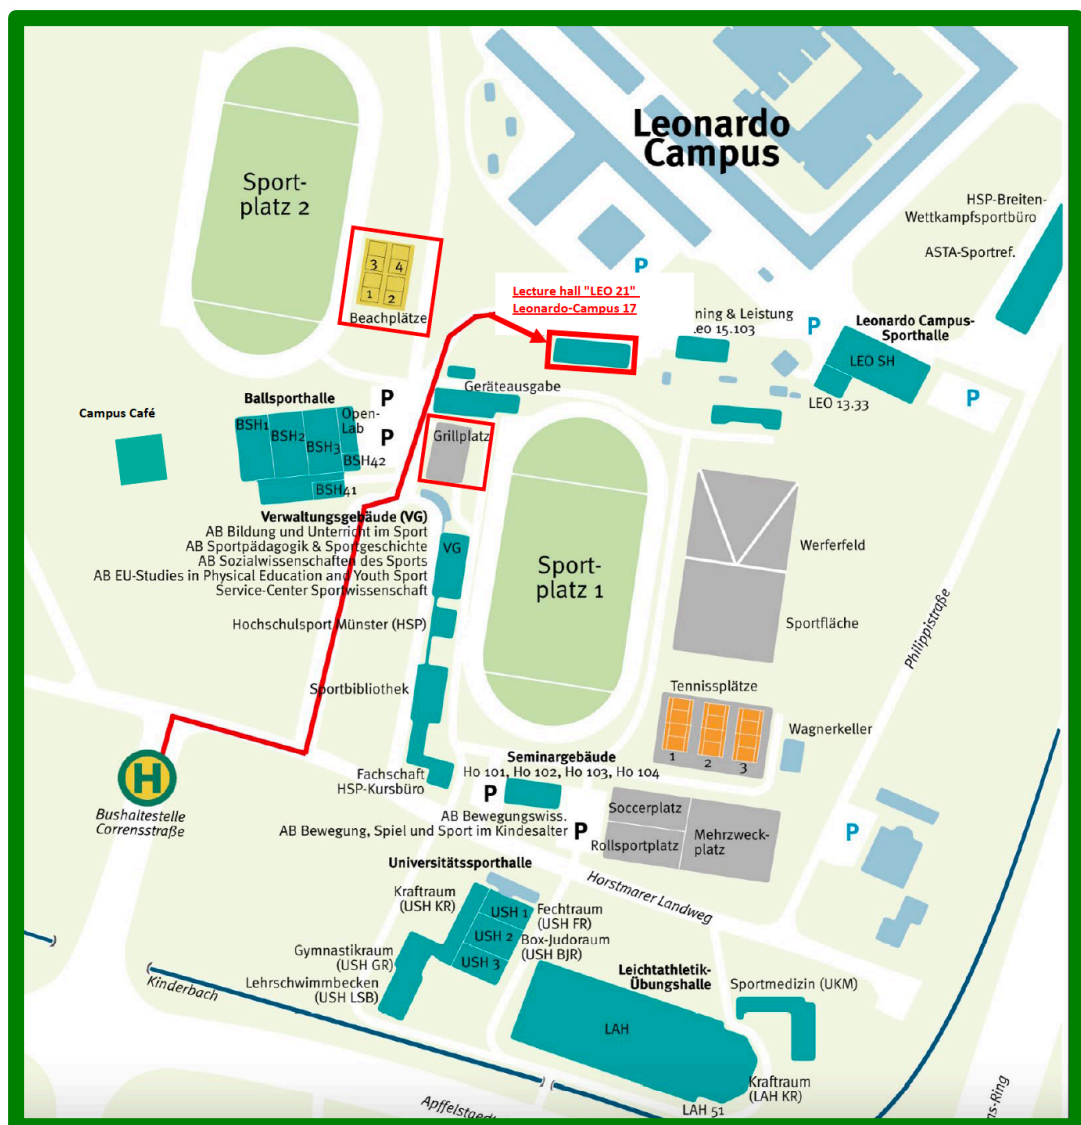 Leonardo
Campus
Sport-
platz 2
HSP-Breiten-
Wettkampfsportbüro
ASTA-Sportref.
P
3
4
1
2
Beachplätze
Lecture hall "LEO 21"
Leonardo-Campus 17
ning & Leistung
Leo 15.103
P
Leonardo Campus-
Sporthalle
LEO SH
LEO 13.33
P
Geräteausgabe
P
Ballsporthalle
Open-
Lab
P
Campus Café
BSH1
BSH2
BSH3
BSH42
BSH41
Grillplatz
Verwaltungsgebäude (VG)
AB Bildung und Unterricht im Sport
AB Sportpädagogik & Sportgeschichte
AB Sozialwissenschaften des Sports
AB EU-Studies in Physical Education and Youth Sport
Service-Center Sportwissenschaft
VG
Hochschulsport Münster (HSP)
Sportbibliothek
Sport-
platz 1
Werferfeld
Sportfläche
Philippistraße
Tennissplätze
1
2
3
Wagnerkeller
H
Bushaltestelle
Corrensstraße
Fachschaft
HSP-Kursbüro
Seminargebäude
Ho 101, Ho 102, Ho 103, Ho 104
P
AB Bewegungswiss.
AB Bewegung, Spiel und Sport im Kindesalter
P
Soccerplatz
Rollsportplatz
Mehrzweck-
platz
P
Universitätssporthalle
Horstmarer Landweg
Kraftraum
(USH KR)
USH 1
USH 2
USH 3
Fechtraum
(USH FR)
Box-Judoraum
(USH BJR)
Gymnastikraum
(USH GR)
Lehrschwimmbecken
(USH LSB)
Kinderbach
Leichtathletik-
Übungshalle
Sportmedizin (UKM)
LAH
Kraftraum
(LAH KR)
LAH 51
ns-Ring